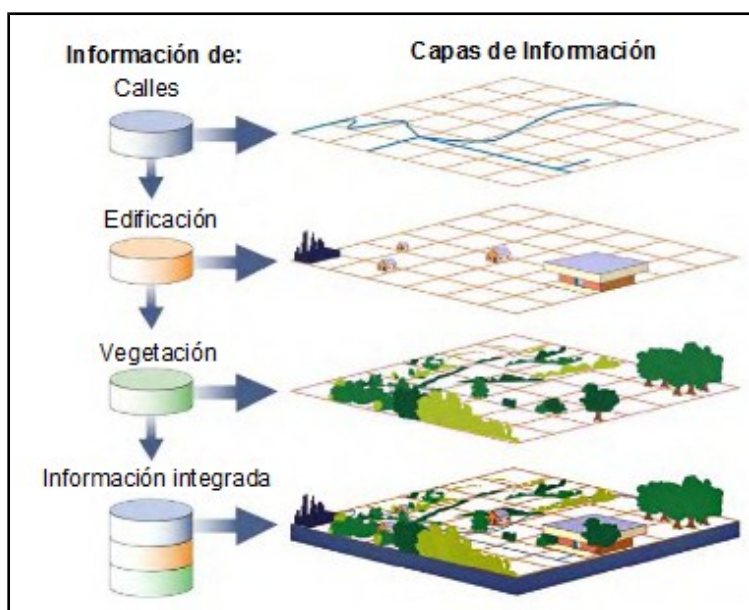 Información de:
Capas de Información
Calles
Edificación
Vegetación
Información integrada